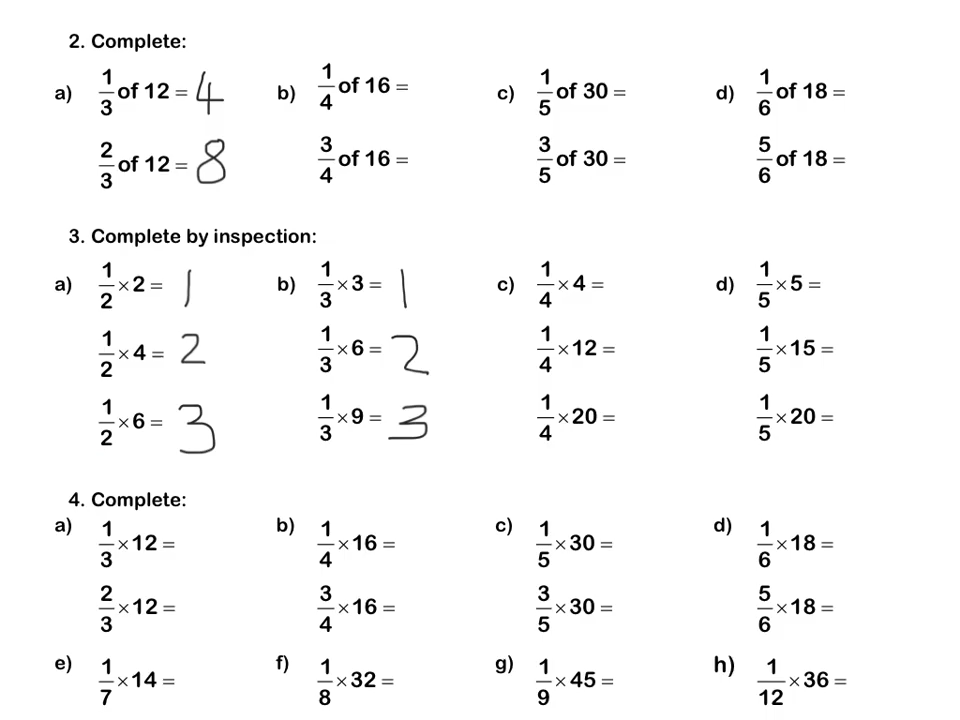 2. Complete:
a) 1/3 of 12 = 4 b) 1/4 of 16 = c) 1/5 of 30 = d) 1/6 of 18 =
2/3 of 12 = 8 3/4 of 16 = 3/5 of 30 = 5/6 of 18 =
3. Complete by inspection:
a) 1/2 × 2 = 1 b) 1/3 × 3 = 1 c) 1/4 × 4 = d) 1/5 × 5 =
1/2 × 4 = 2 1/3 × 6 = 2 1/4 × 12 = 1/5 × 15 =
1/2 × 6 = 3 1/3 × 9 = 3 1/4 × 20 = 1/5 × 20 =
4. Complete:
a) 1/3 × 12 = b) 1/4 × 16 = c) 1/5 × 30 = d) 1/6 × 18 =
2/3 × 12 = 3/4 × 16 = 3/5 × 30 = 5/6 × 18 =
e) 1/7 × 14 = f) 1/8 × 32 = g) 1/9 × 45 = h) 1/12 × 36 =